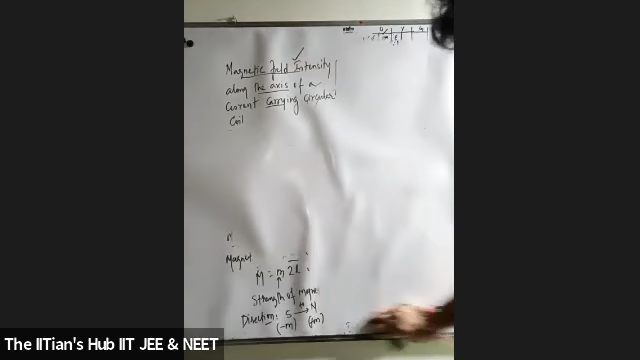 Magnetic field Intensity
along the axis of a
Current Carrying Circular
Coil
Magnet
M = m 2l
Strength of
Direction: S → N
(-m) (+m)
The IITian's Hub IIT JEE & NEET